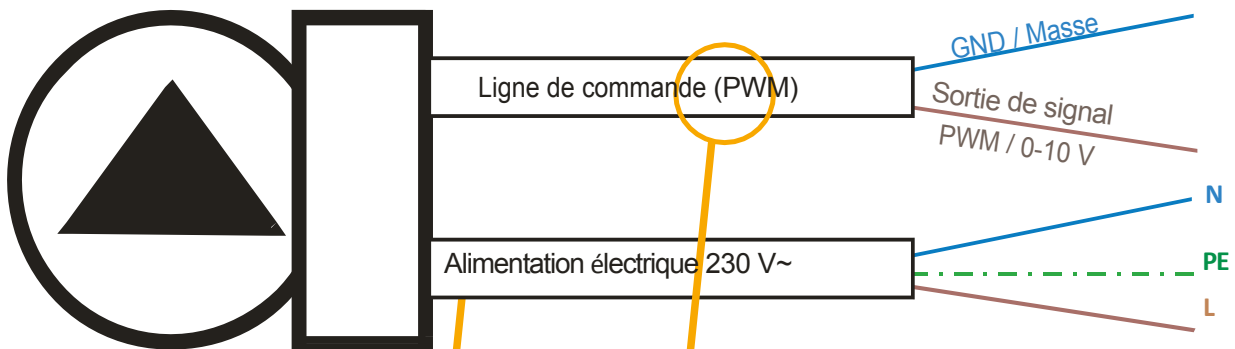 GND / Masse
Ligne de commande (PWM)
Sortie de signal
PWM / 0-10 V
N
Alimentation électrique 230 V~
PE
L